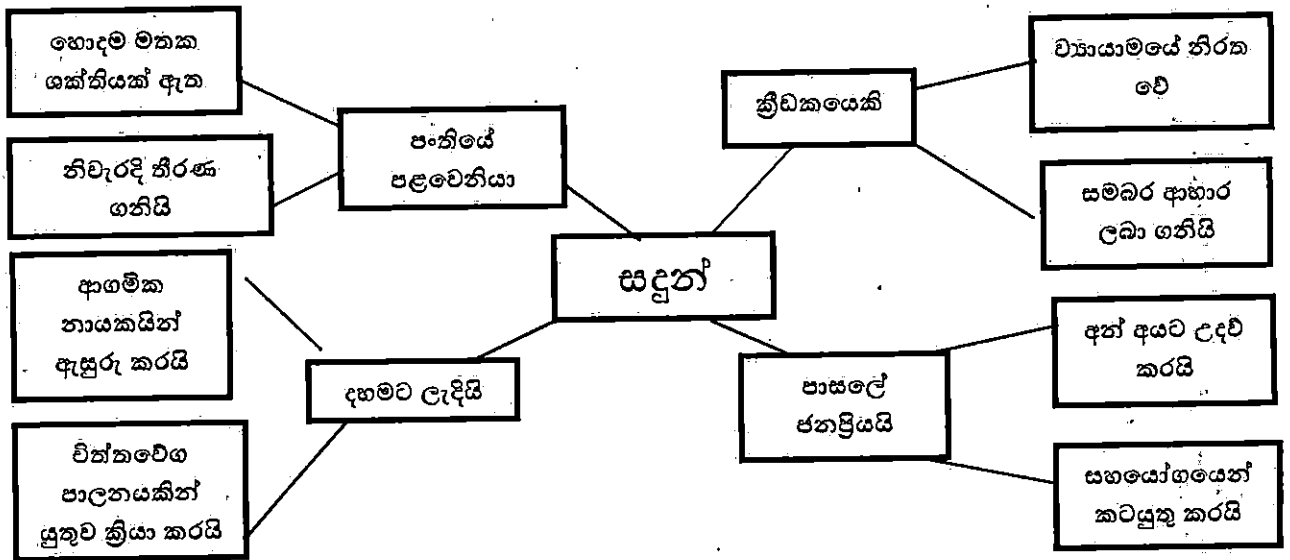 හොඳම මතක
ශක්තියක් ඇත
නිවැරදි තීරණ
ගනියි
පංතියේ
පළවෙනියා
ක්‍රීඩකයෙකි
ව්‍යායාමයේ නිරත
වේ
සමබර ආහාර
ලබා ගනියි
සඳුන්
ආගමික
නායකයින්
ඇසුරු කරයි
දහමට ලැදියි
චිත්තවේග
පාලනයකින්
යුතුව ක්‍රියා කරයි
පාසලේ
ජනප්‍රියයි
අන් අයට උදව්
කරයි
සහයෝගයෙන්
කටයුතු කරයි